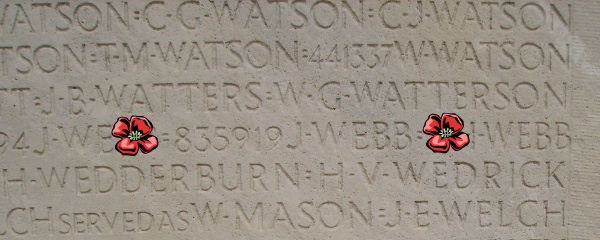 WATSON=C·G·WATSON=C·J·WATSON
TSON=T·M·WATSON=441337 W·WATSON
TT=J·B·WATTERS=W·G·WATTERSON
94 J·WE 835919 J·WEBB WEBB
H·WEDDERBURN=H·V·WEDRICK
LCH SERVED AS W·MASON=J·E·WELCH